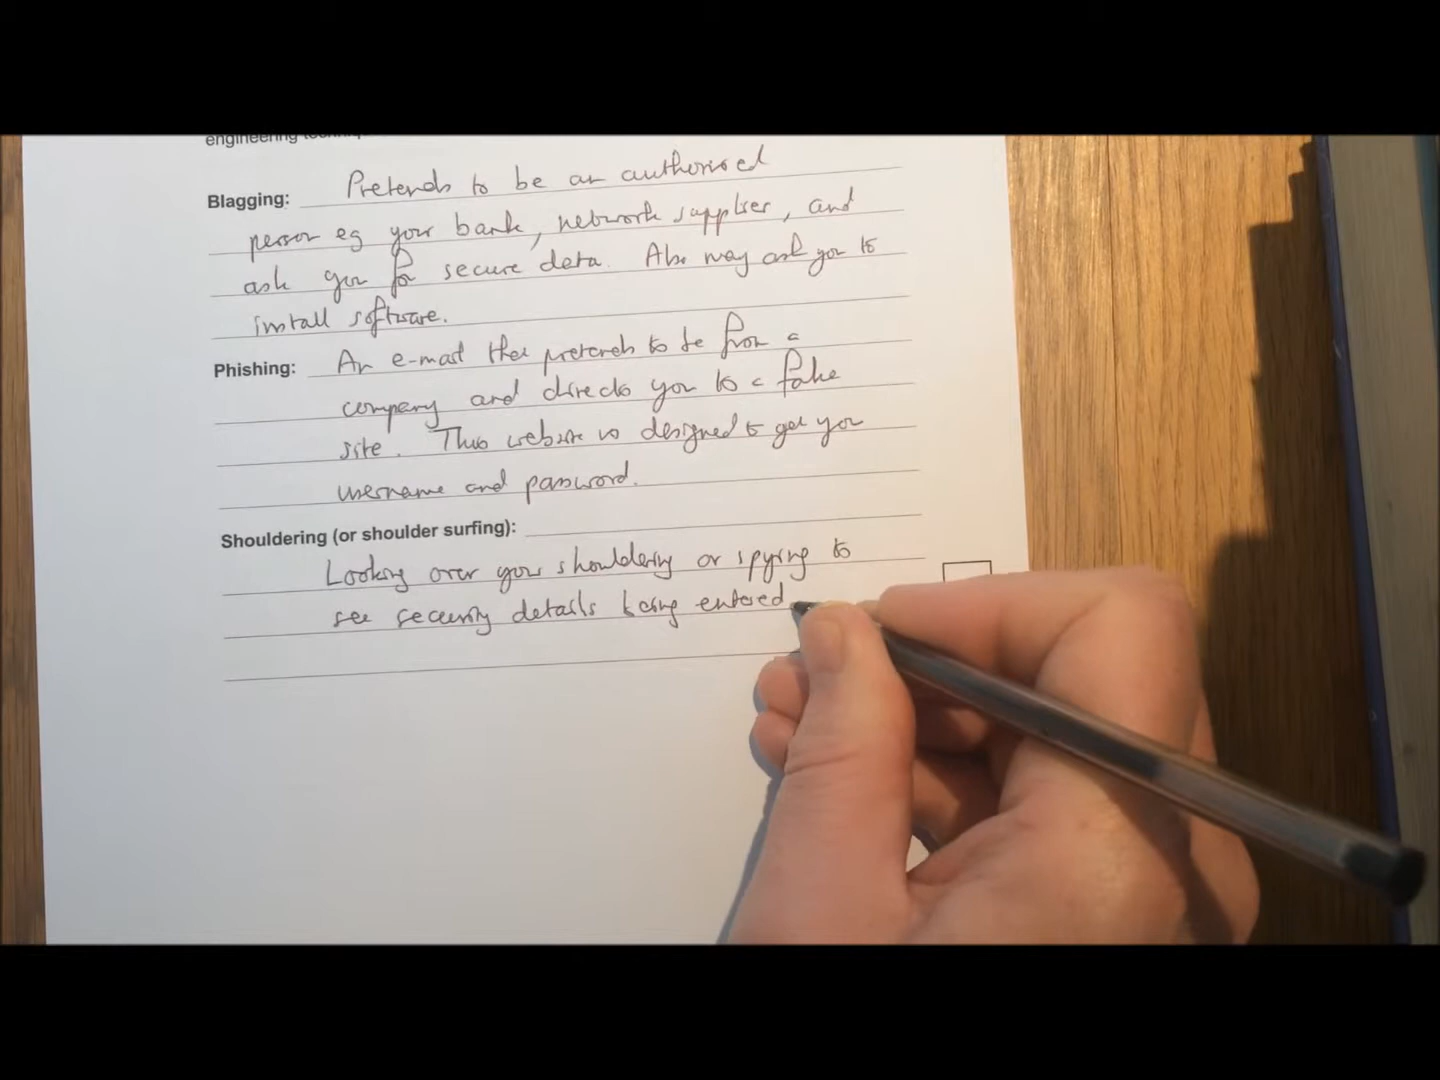 engineering
Blagging: Pretends to be an authorised
person eg your bank, network supplier, and
ask you for secure data. Also may ask you to
install software.
Phishing: An e-mail that pretends to be from a
company and directs you to a fake
site. This website is designed to get you
username and password.
Shouldering (or shoulder surfing):
Looking over your shouldering or spying to
see security details being entered